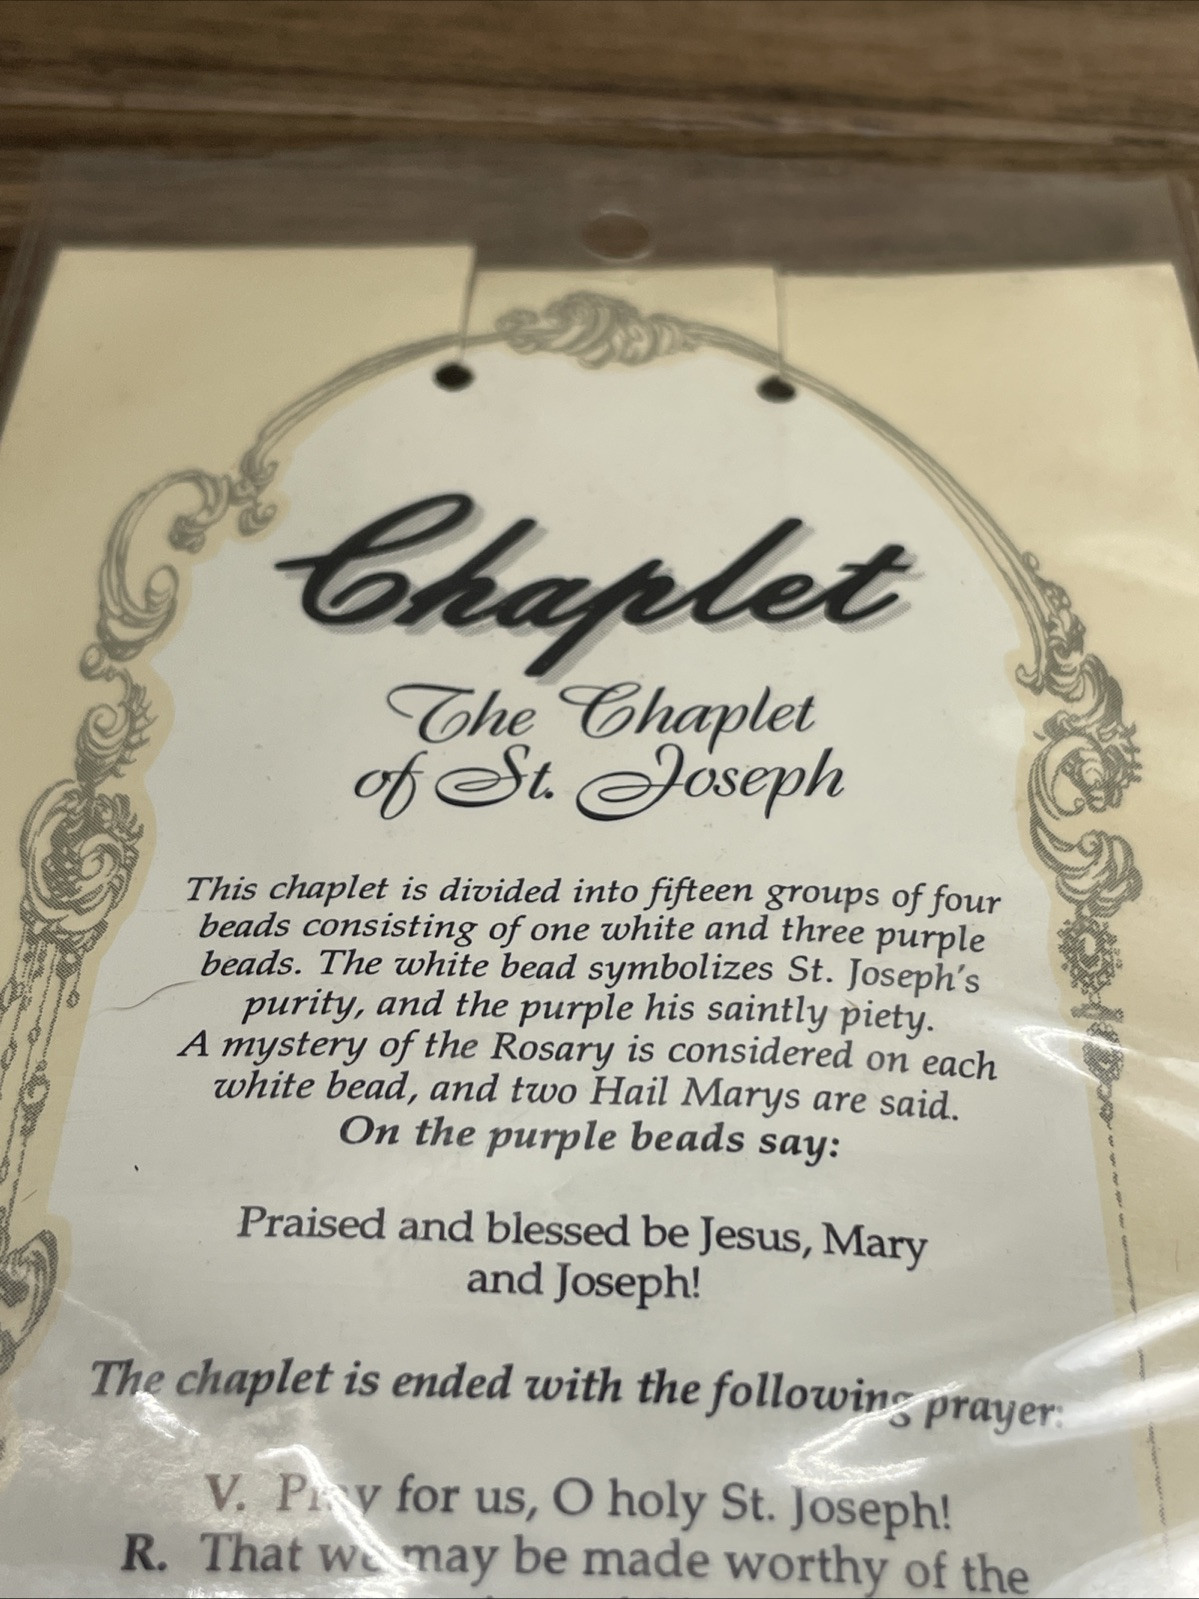 Chaplet
The Chaplet
of St. Joseph
This chaplet is divided into fifteen groups of four
beads consisting of one white and three purple
beads. The white bead symbolizes St. Joseph's
purity, and the purple his saintly piety.
A mystery of the Rosary is considered on each
white bead, and two Hail Marys are said.
On the purple beads say:
Praised and blessed be Jesus, Mary
and Joseph!
The chaplet is ended with the following prayer:
V. Pray for us, O holy St. Joseph!
R. That we may be made worthy of the